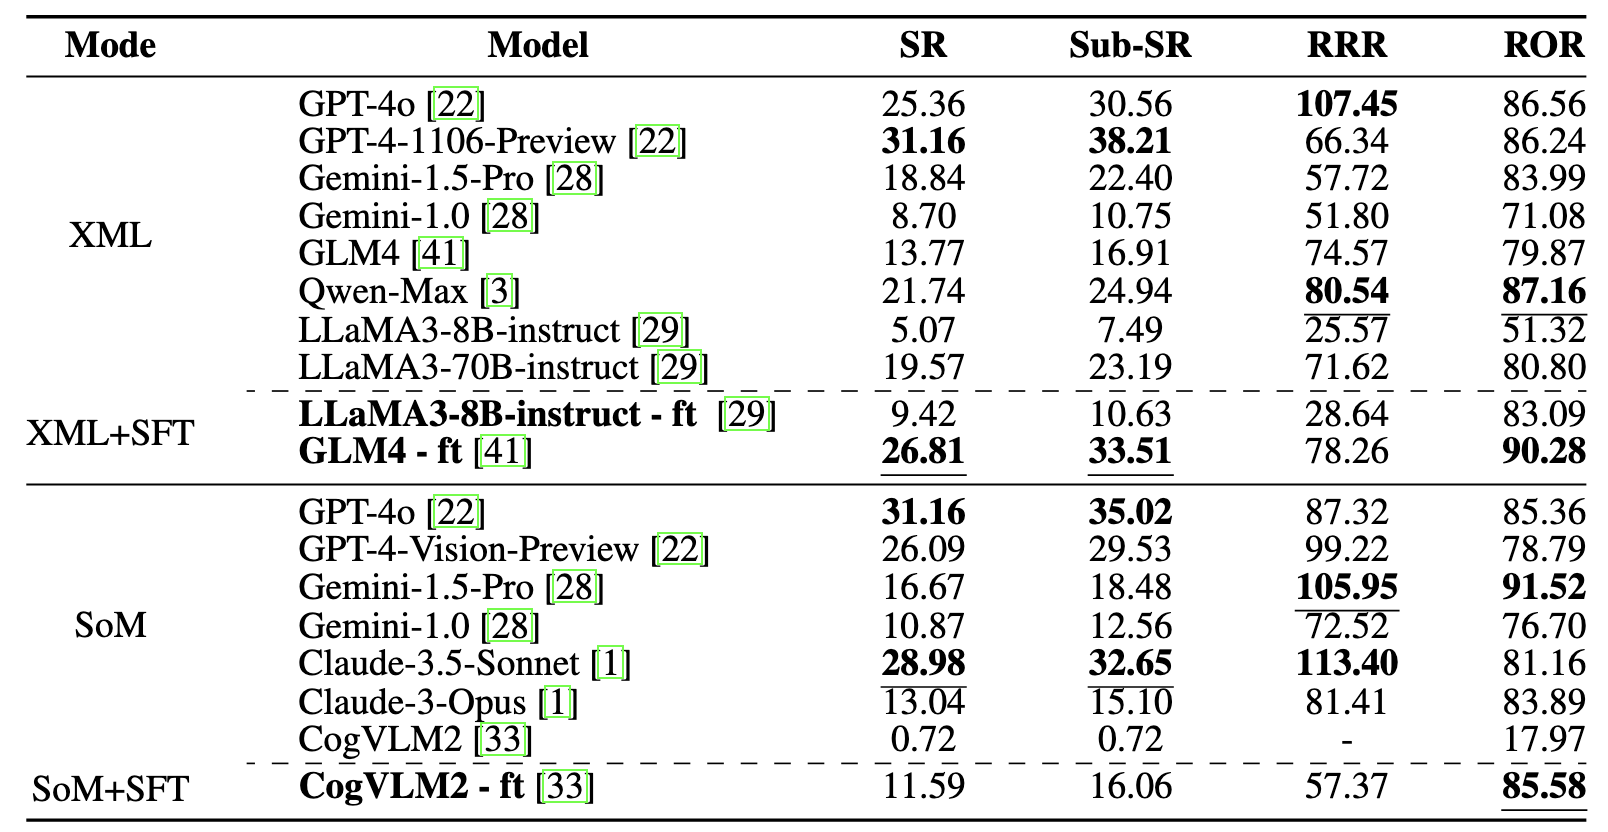 Mode Model SR Sub-SR RRR ROR
GPT-4o [22] 25.36 30.56 107.45 86.56
GPT-4-1106-Preview [22] 31.16 38.21 66.34 86.24
Gemini-1.5-Pro [28] 18.84 22.40 57.72 83.99
XML Gemini-1.0 [28] 8.70 10.75 51.80 71.08
GLM4 [41] 13.77 16.91 74.57 79.87
Qwen-Max [3] 21.74 24.94 80.54 87.16
LLaMA3-8B-instruct [29] 5.07 7.49 25.57 51.32
LLaMA3-70B-instruct [29] 19.57 23.19 71.62 80.80
XML+SFT LLaMA3-8B-instruct - ft [29] 9.42 10.63 28.64 83.09
GLM4 - ft [41] 26.81 33.51 78.26 90.28
GPT-4o [22] 31.16 35.02 87.32 85.36
GPT-4-Vision-Preview [22] 26.09 29.53 99.22 78.79
Gemini-1.5-Pro [28] 16.67 18.48 105.95 91.52
SoM Gemini-1.0 [28] 10.87 12.56 72.52 76.70
Claude-3.5-Sonnet [1] 28.98 32.65 113.40 81.16
Claude-3-Opus [1] 13.04 15.10 81.41 83.89
CogVLM2 [33] 0.72 0.72 - 17.97
SoM+SFT CogVLM2 - ft [33] 11.59 16.06 57.37 85.58